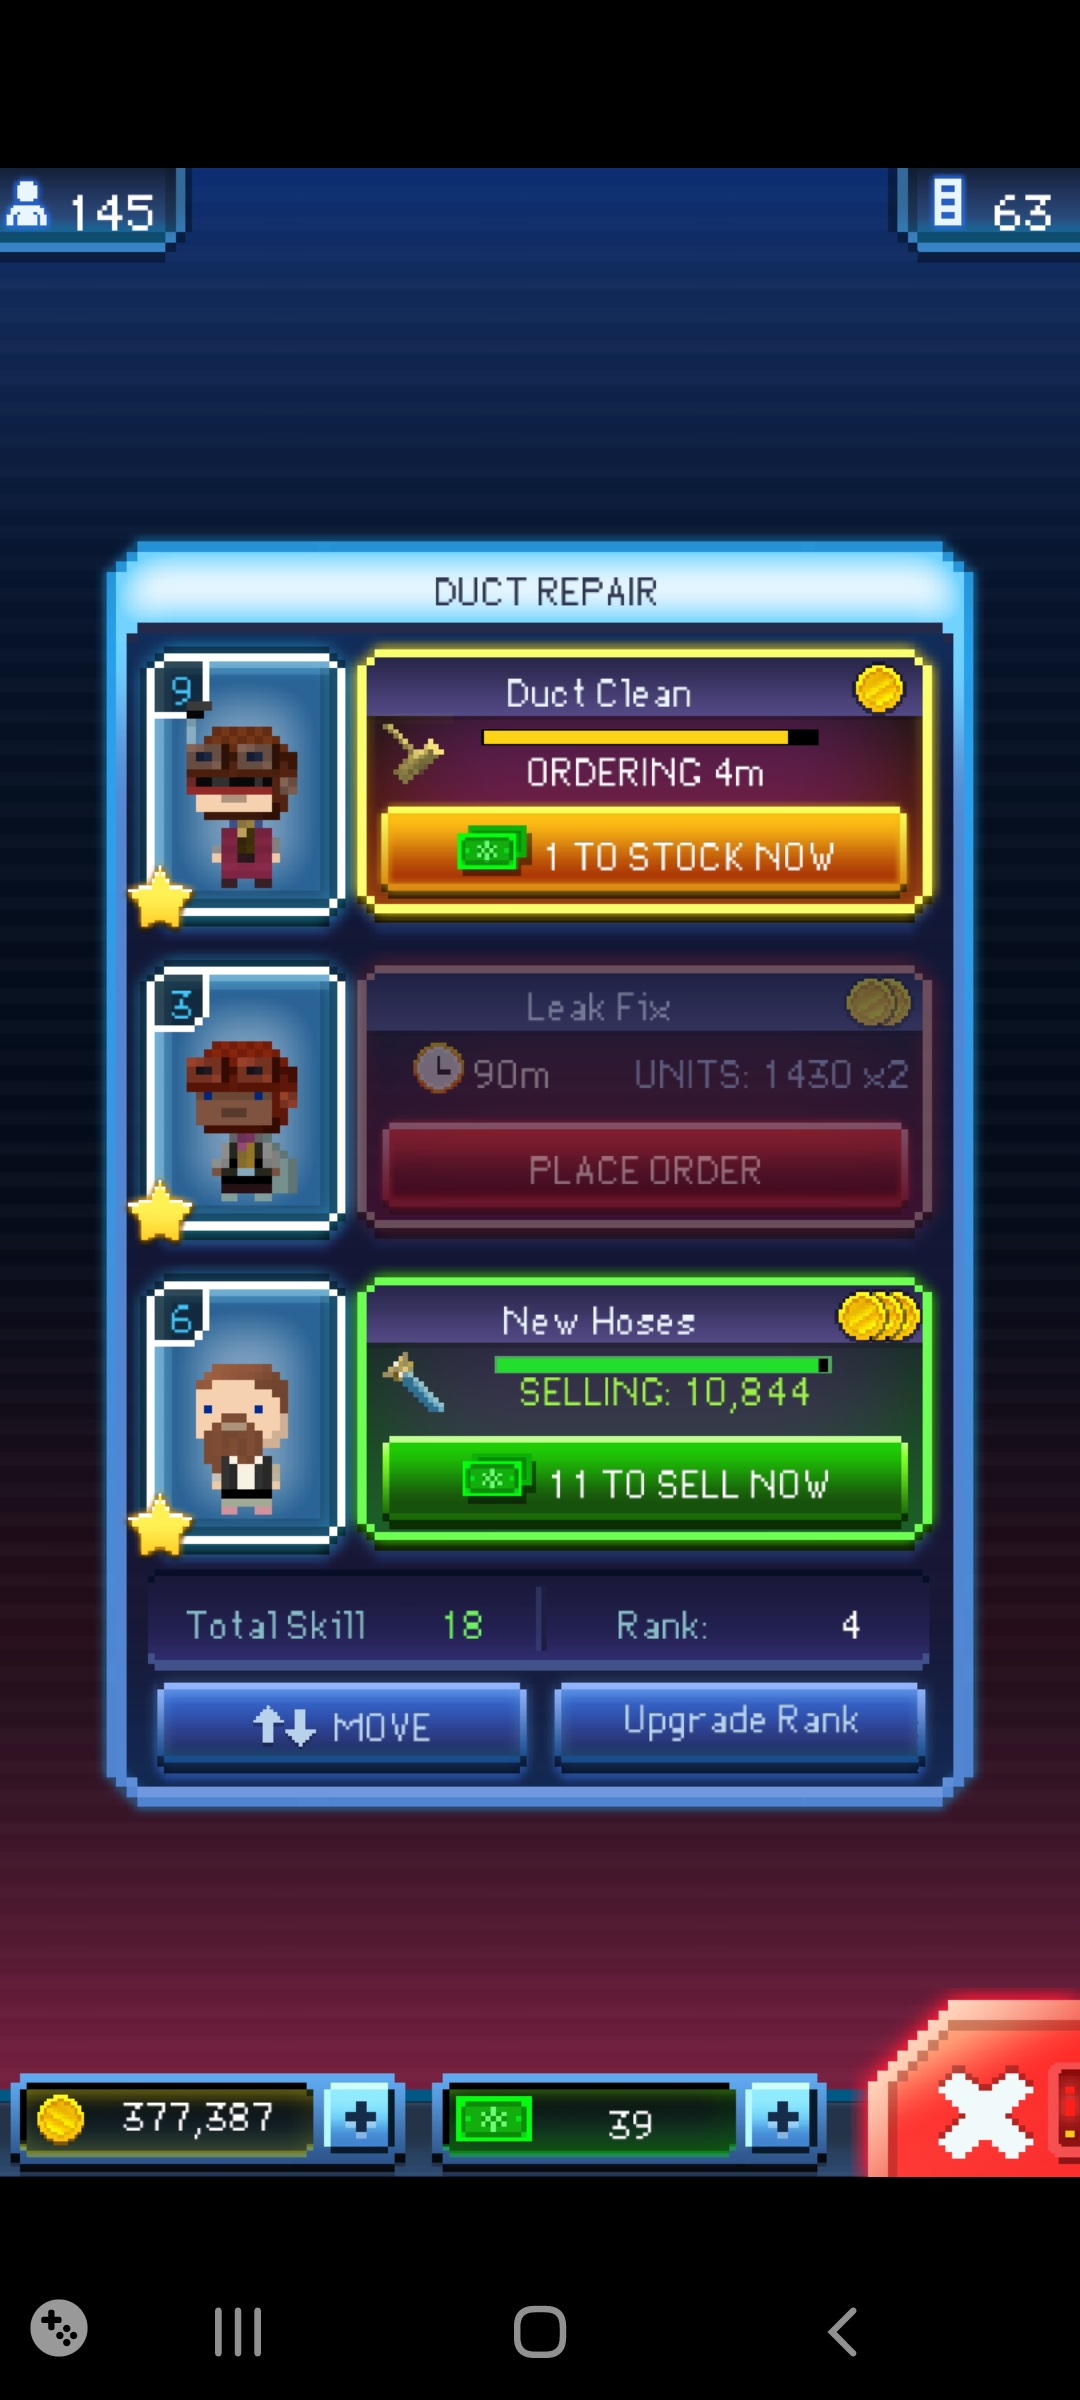 145
63
DUCT REPAIR
9
Duct Clean
ORDERING 4m
1 TO STOCK NOW
3
Leak Fix
90m UNITS: 1430 x2
PLACE ORDER
6
New Hoses
SELLING: 10,844
11 TO SELL NOW
Total Skill 18 Rank: 4
MOVE Upgrade Rank
377,387 39